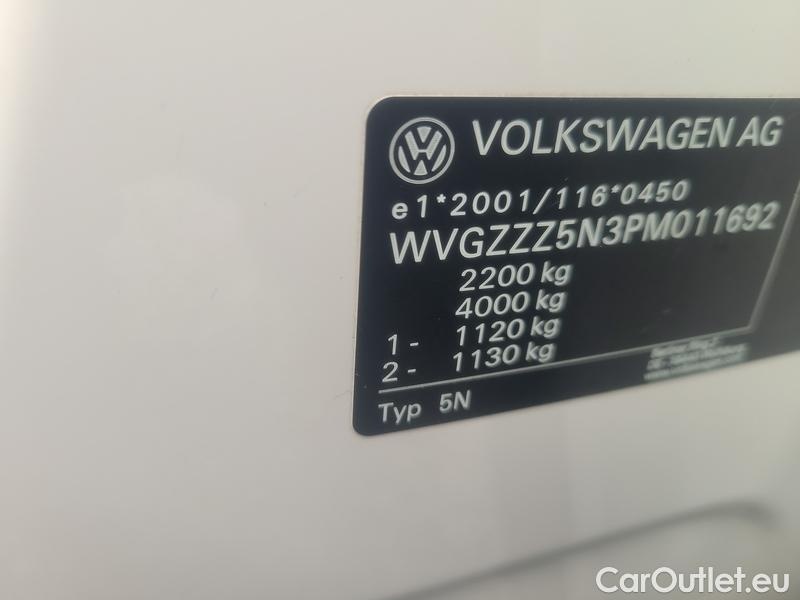 VOLKSWAGEN AG
e1*2001/116*0450
WVGZZZ5N3PM011692
2200 kg
4000 kg
1- 1120 kg
2- 1130 kg
Typ 5N
CarOutlet.eu